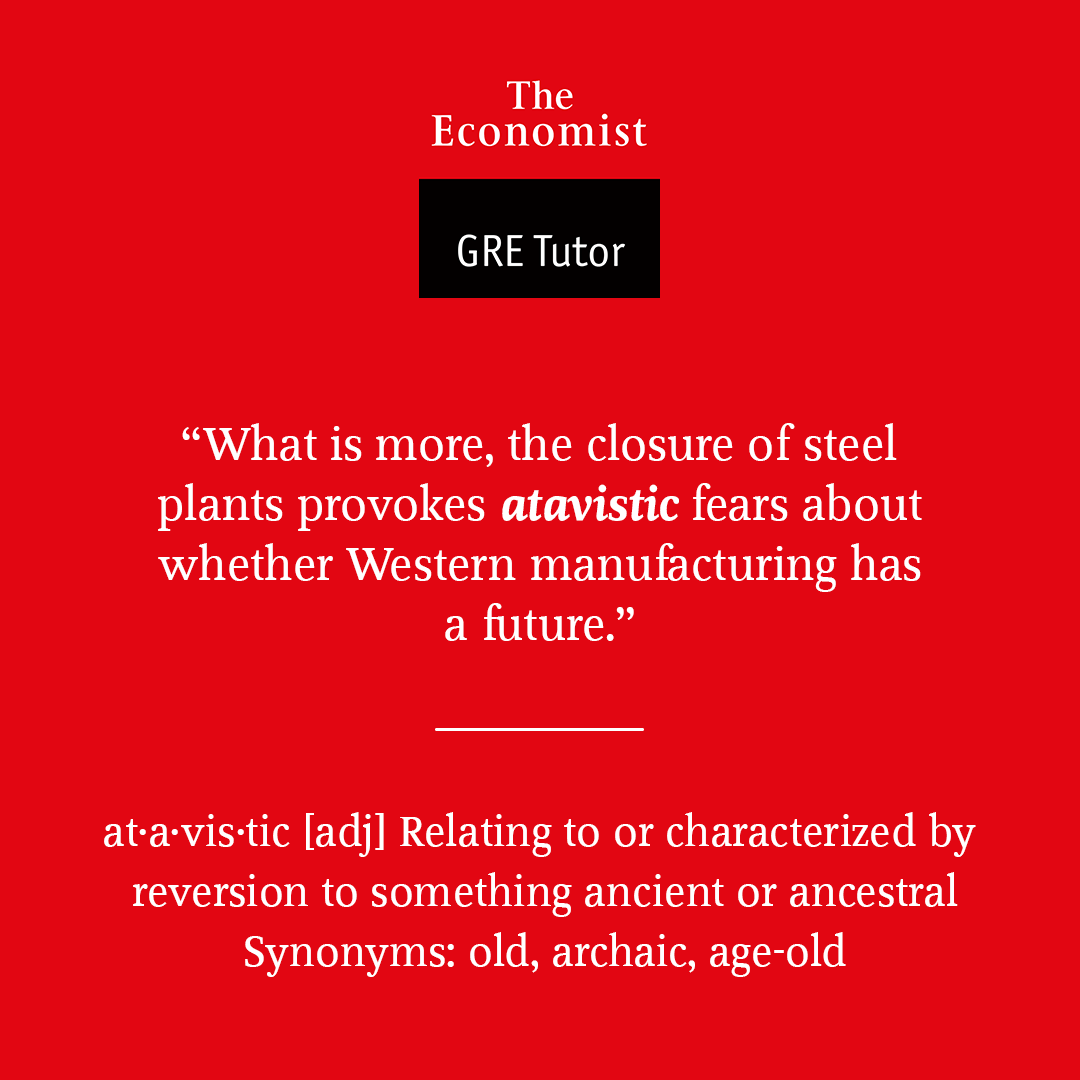 The
Economist
GRE Tutor
“What is more, the closure of steel
plants provokes atavistic fears about
whether Western manufacturing has
a future.”
at·a·vis·tic [adj] Relating to or characterized by
reversion to something ancient or ancestral
Synonyms: old, archaic, age-old